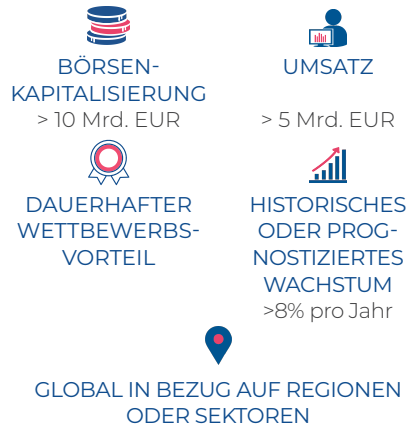 BÖRSEN-
KAPITALISIERUNG
> 10 Mrd. EUR
UMSATZ
> 5 Mrd. EUR
DAUERHAFTER
WETTBEWERBS-
VORTEIL
HISTORISCHES
ODER PROG-
NOSTIZIERTES
WACHSTUM
>8% pro Jahr
GLOBAL IN BEZUG AUF REGIONEN
ODER SEKTOREN